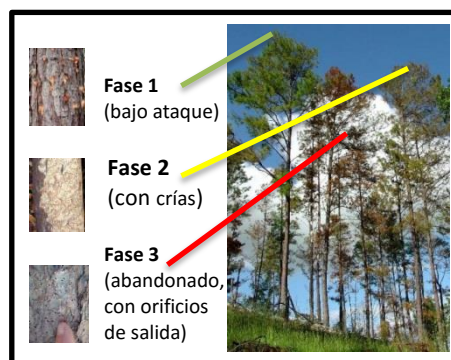 Fase 1
(bajo ataque)
Fase 2
(con crías)
Fase 3
(abandonado,
con orificios
de salida)